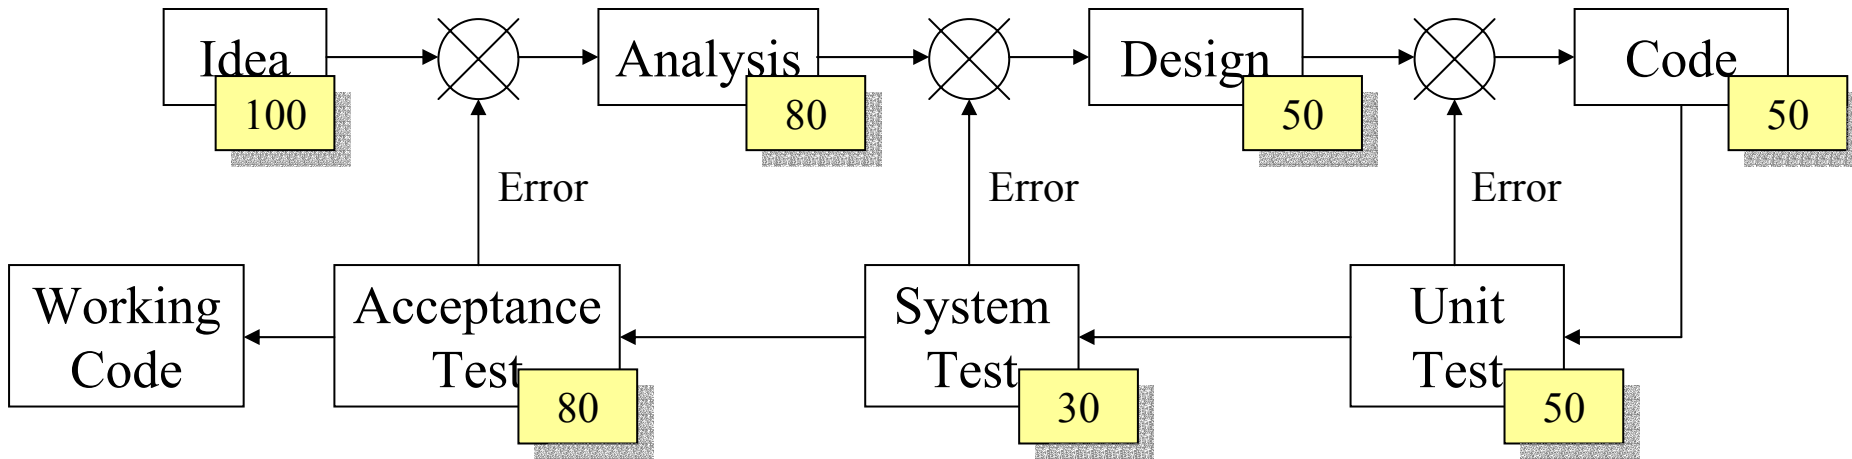 Idea
100
Analysis
80
Design
50
Code
50
Error
Error
Error
Working
Code
Acceptance
Test
80
System
Test
30
Unit
Test
50